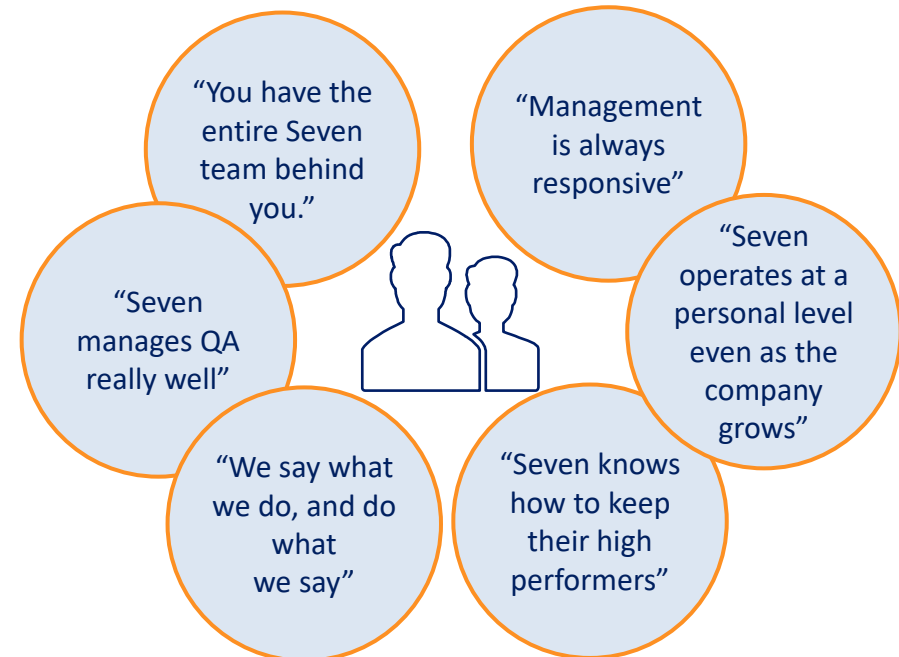 “You have the
entire Seven
team behind
you.”
“Management
is always
responsive”
“Seven
operates at a
personal level
even as the
company
grows”
“Seven knows
how to keep
their high
performers”
“We say what
we do, and do
what
we say”
“Seven
manages QA
really well”